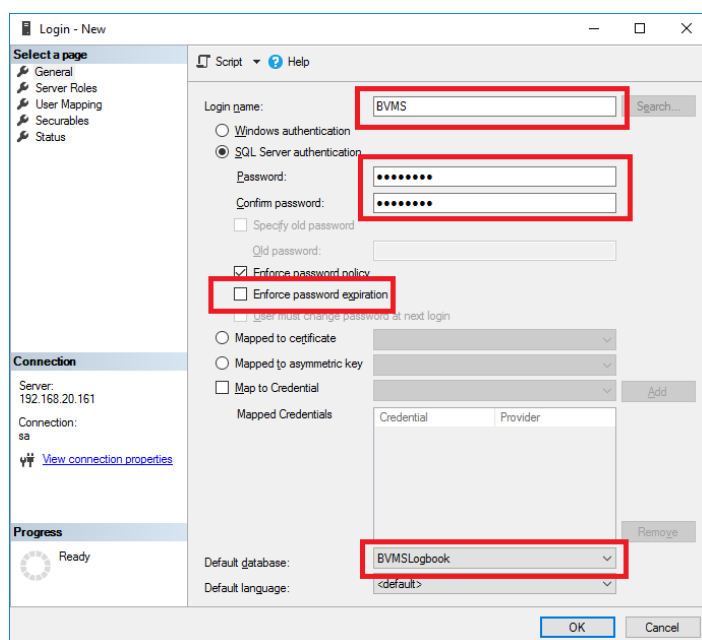 Login - New
Select a page
General
Server Roles
User Mapping
Securables
Status
Script Help
Login name: BVMS Search...
Windows authentication
SQL Server authentication
Password: ●●●●●●●●
Confirm password: ●●●●●●●●
Specify old password
Old password:
Enforce password policy
Enforce password expiration
User must change password at next login
Mapped to certificate
Mapped to asymmetric key
Map to Credential Add
Mapped Credentials Credential Provider
Remove
Default database: BVMSLogbook
Default language: <default>
Connection
Server:
192.168.20.161
Connection:
sa
View connection properties
Progress
Ready
OK Cancel